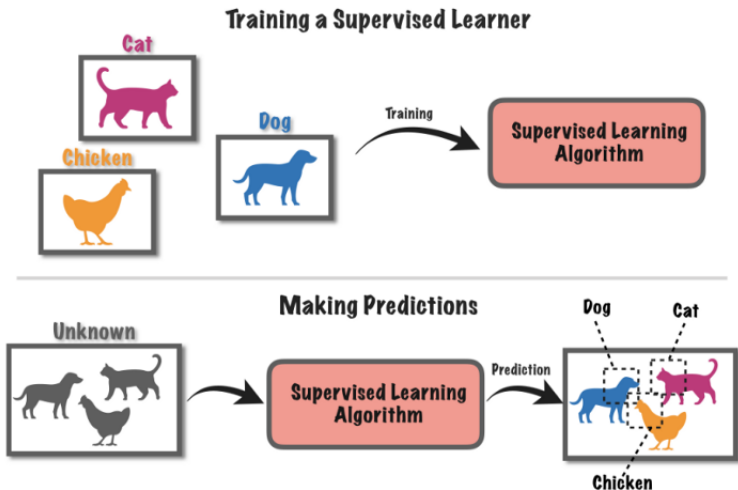 Training a Supervised Learner
Cat
Dog
Chicken
Training
Supervised Learning
Algorithm
Making Predictions
Unknown
Supervised Learning
Algorithm
Prediction
Dog
Cat
Chicken